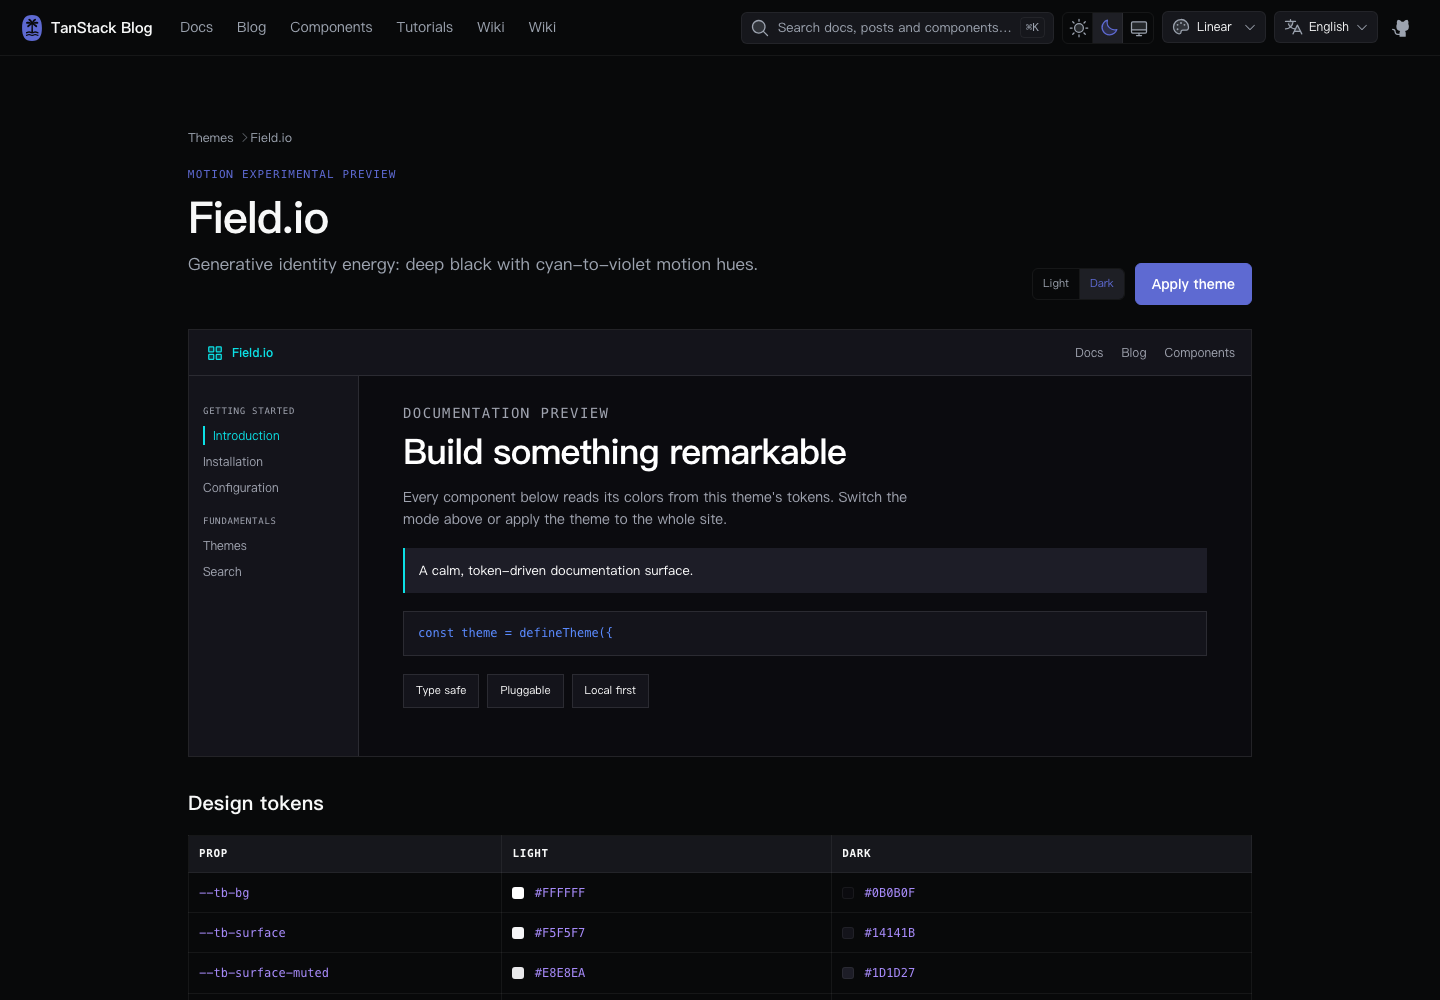 TanStack Blog Docs Blog Components Tutorials Wiki Wiki Search docs, posts and components... ⌘K Linear English
Themes > Field.io
MOTION EXPERIMENTAL PREVIEW
Field.io
Generative identity energy: deep black with cyan-to-violet motion hues.
Light Dark Apply theme
Field.io Docs Blog Components
GETTING STARTED
Introduction
Installation
Configuration
FUNDAMENTALS
Themes
Search
DOCUMENTATION PREVIEW
Build something remarkable
Every component below reads its colors from this theme's tokens. Switch the
mode above or apply the theme to the whole site.
A calm, token-driven documentation surface.
const theme = defineTheme({
Type safe Pluggable Local first
Design tokens
PROP LIGHT DARK
--tb-bg #FFFFFF #0B0B0F
--tb-surface #F5F5F7 #14141B
--tb-surface-muted #E8E8EA #1D1D27